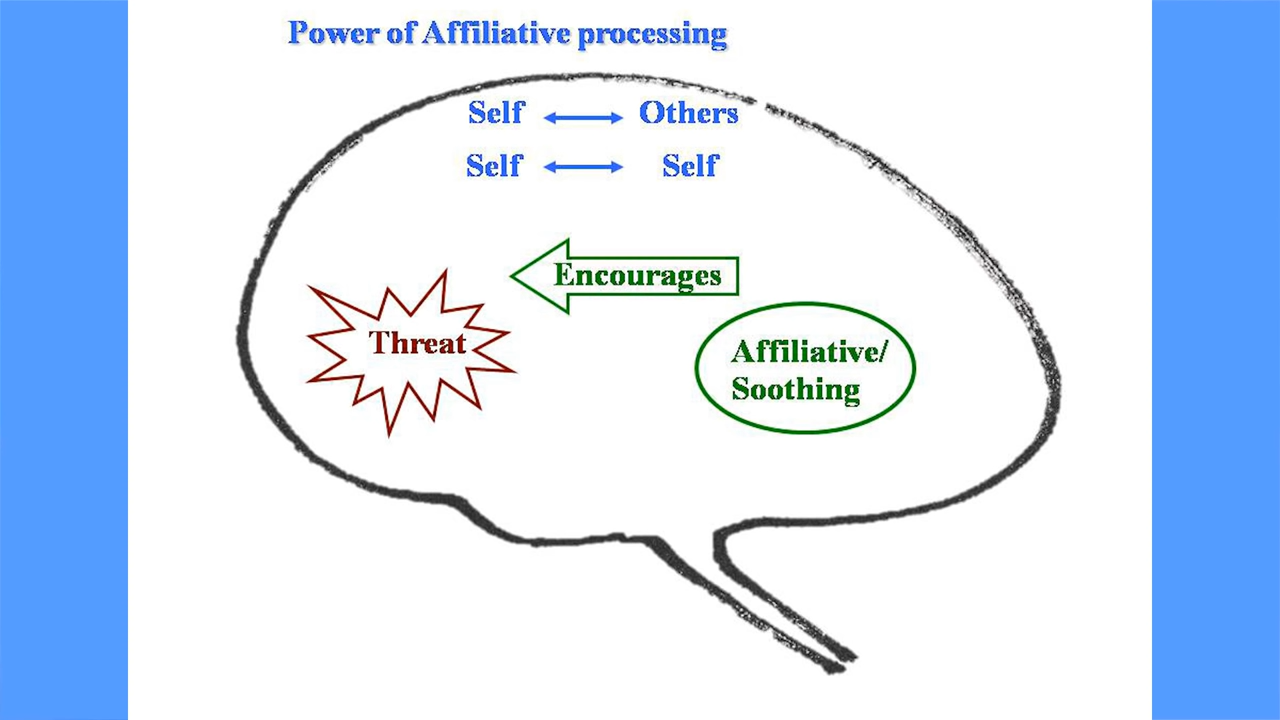 Power of Affiliative processing
Self Others
Self Self
Encourages
Threat
Affiliative/
Soothing